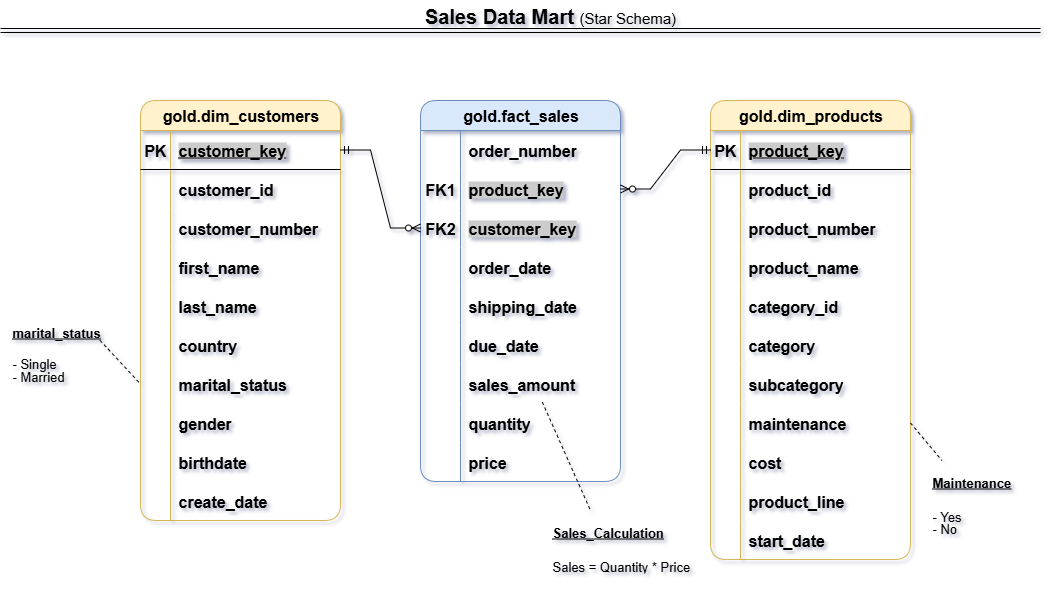 Sales Data Mart (Star Schema)
gold.dim_customers
PK customer_key
customer_id
customer_number
first_name
last_name
country
marital_status
gender
birthdate
create_date
marital_status
- Single
- Married
gold.fact_sales
order_number
FK1 product_key
FK2 customer_key
order_date
shipping_date
due_date
sales_amount
quantity
price
Sales_Calculation
Sales = Quantity * Price
gold.dim_products
PK product_key
product_id
product_number
product_name
category_id
category
subcategory
maintenance
cost
product_line
start_date
Maintenance
- Yes
- No